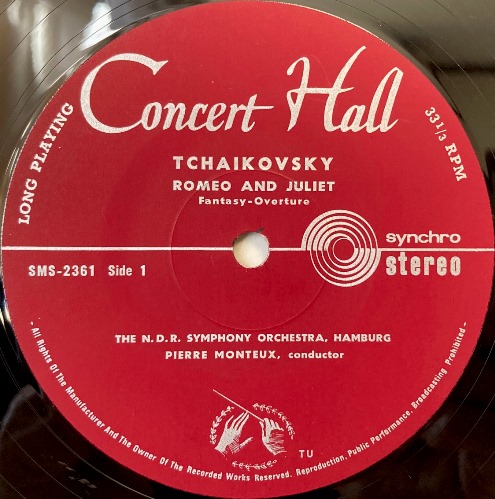 Concert Hall
LONG PLAYING
33 1/3 RPM
TCHAIKOVSKY
ROMEO AND JULIET
Fantasy-Overture
synchro
stereo
SMS-2361 Side 1
THE N.D.R. SYMPHONY ORCHESTRA, HAMBURG
PIERRE MONTEUX, conductor
TU
- All Rights Of The Manufacturer And The Owner Of The Recorded Works Reserved. Reproduction, Public Performance, Broadcasting Prohibited -